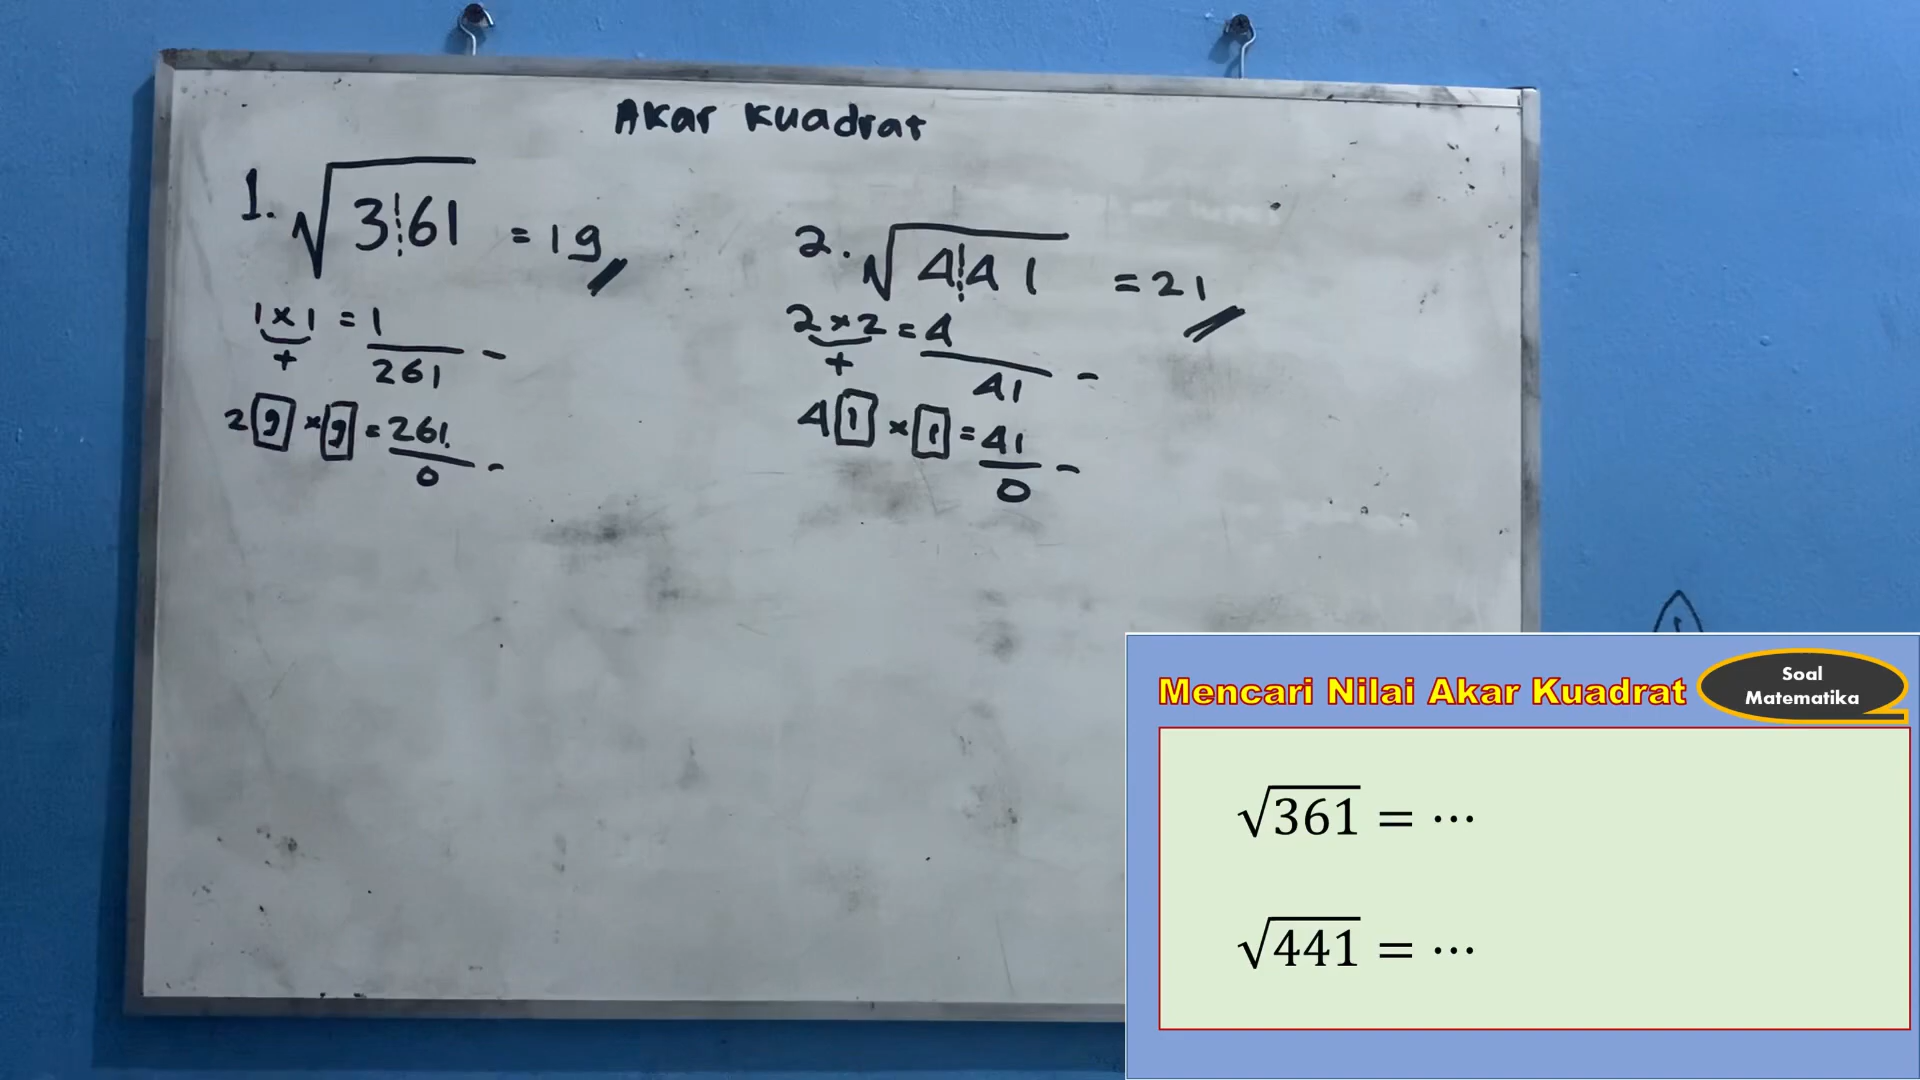 Akar Kuadrat
1. √3¦61 = 19
1 x 1 = 1 -
+
261
2 9 x 9 = 261 -
0
2. √4¦41 = 21
2 x 2 = 4 -
+
41
4 1 x 1 = 41 -
0
Mencari Nilai Akar Kuadrat
Soal
Matematika
√361 = ⋯
√441 = ⋯